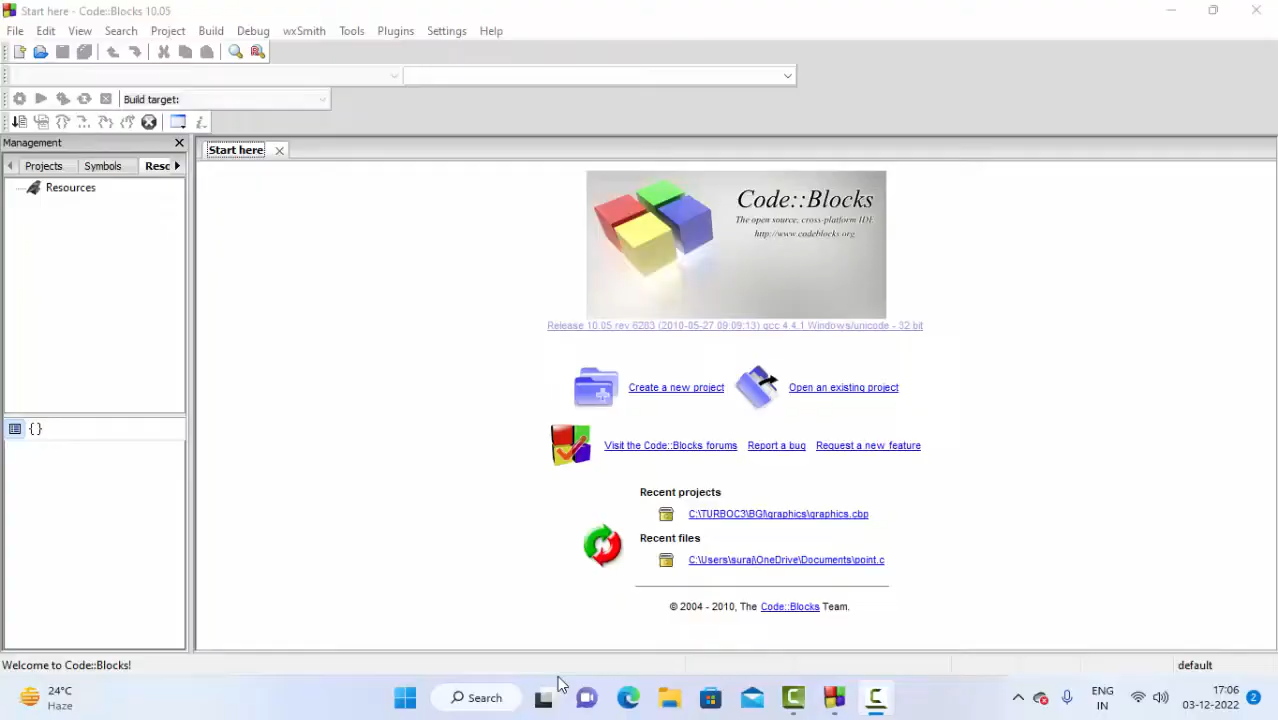 Start here - Code::Blocks 10.05
File Edit View Search Project Build Debug wxSmith Tools Plugins Settings Help
Build target:
Management
Start here
Projects Symbols Resc
Resources
Code::Blocks
The open source, cross-platform IDE
http://www.codeblocks.org
Release 10.05 rev 6283 (2010-05-27 09:09:13) gcc 4.4.1 Windows/unicode - 32 bit
Create a new project Open an existing project
Visit the Code::Blocks forums Report a bug Request a new feature
Recent projects
C:\TURBOC3\BGI\graphics\graphics.cbp
Recent files
C:\Users\suraj\OneDrive\Documents\point.c
© 2004 - 2010, The Code::Blocks Team.
{}
Welcome to Code::Blocks!
default
24°C
Haze
Search
ENG
IN
17:06
03-12-2022
2